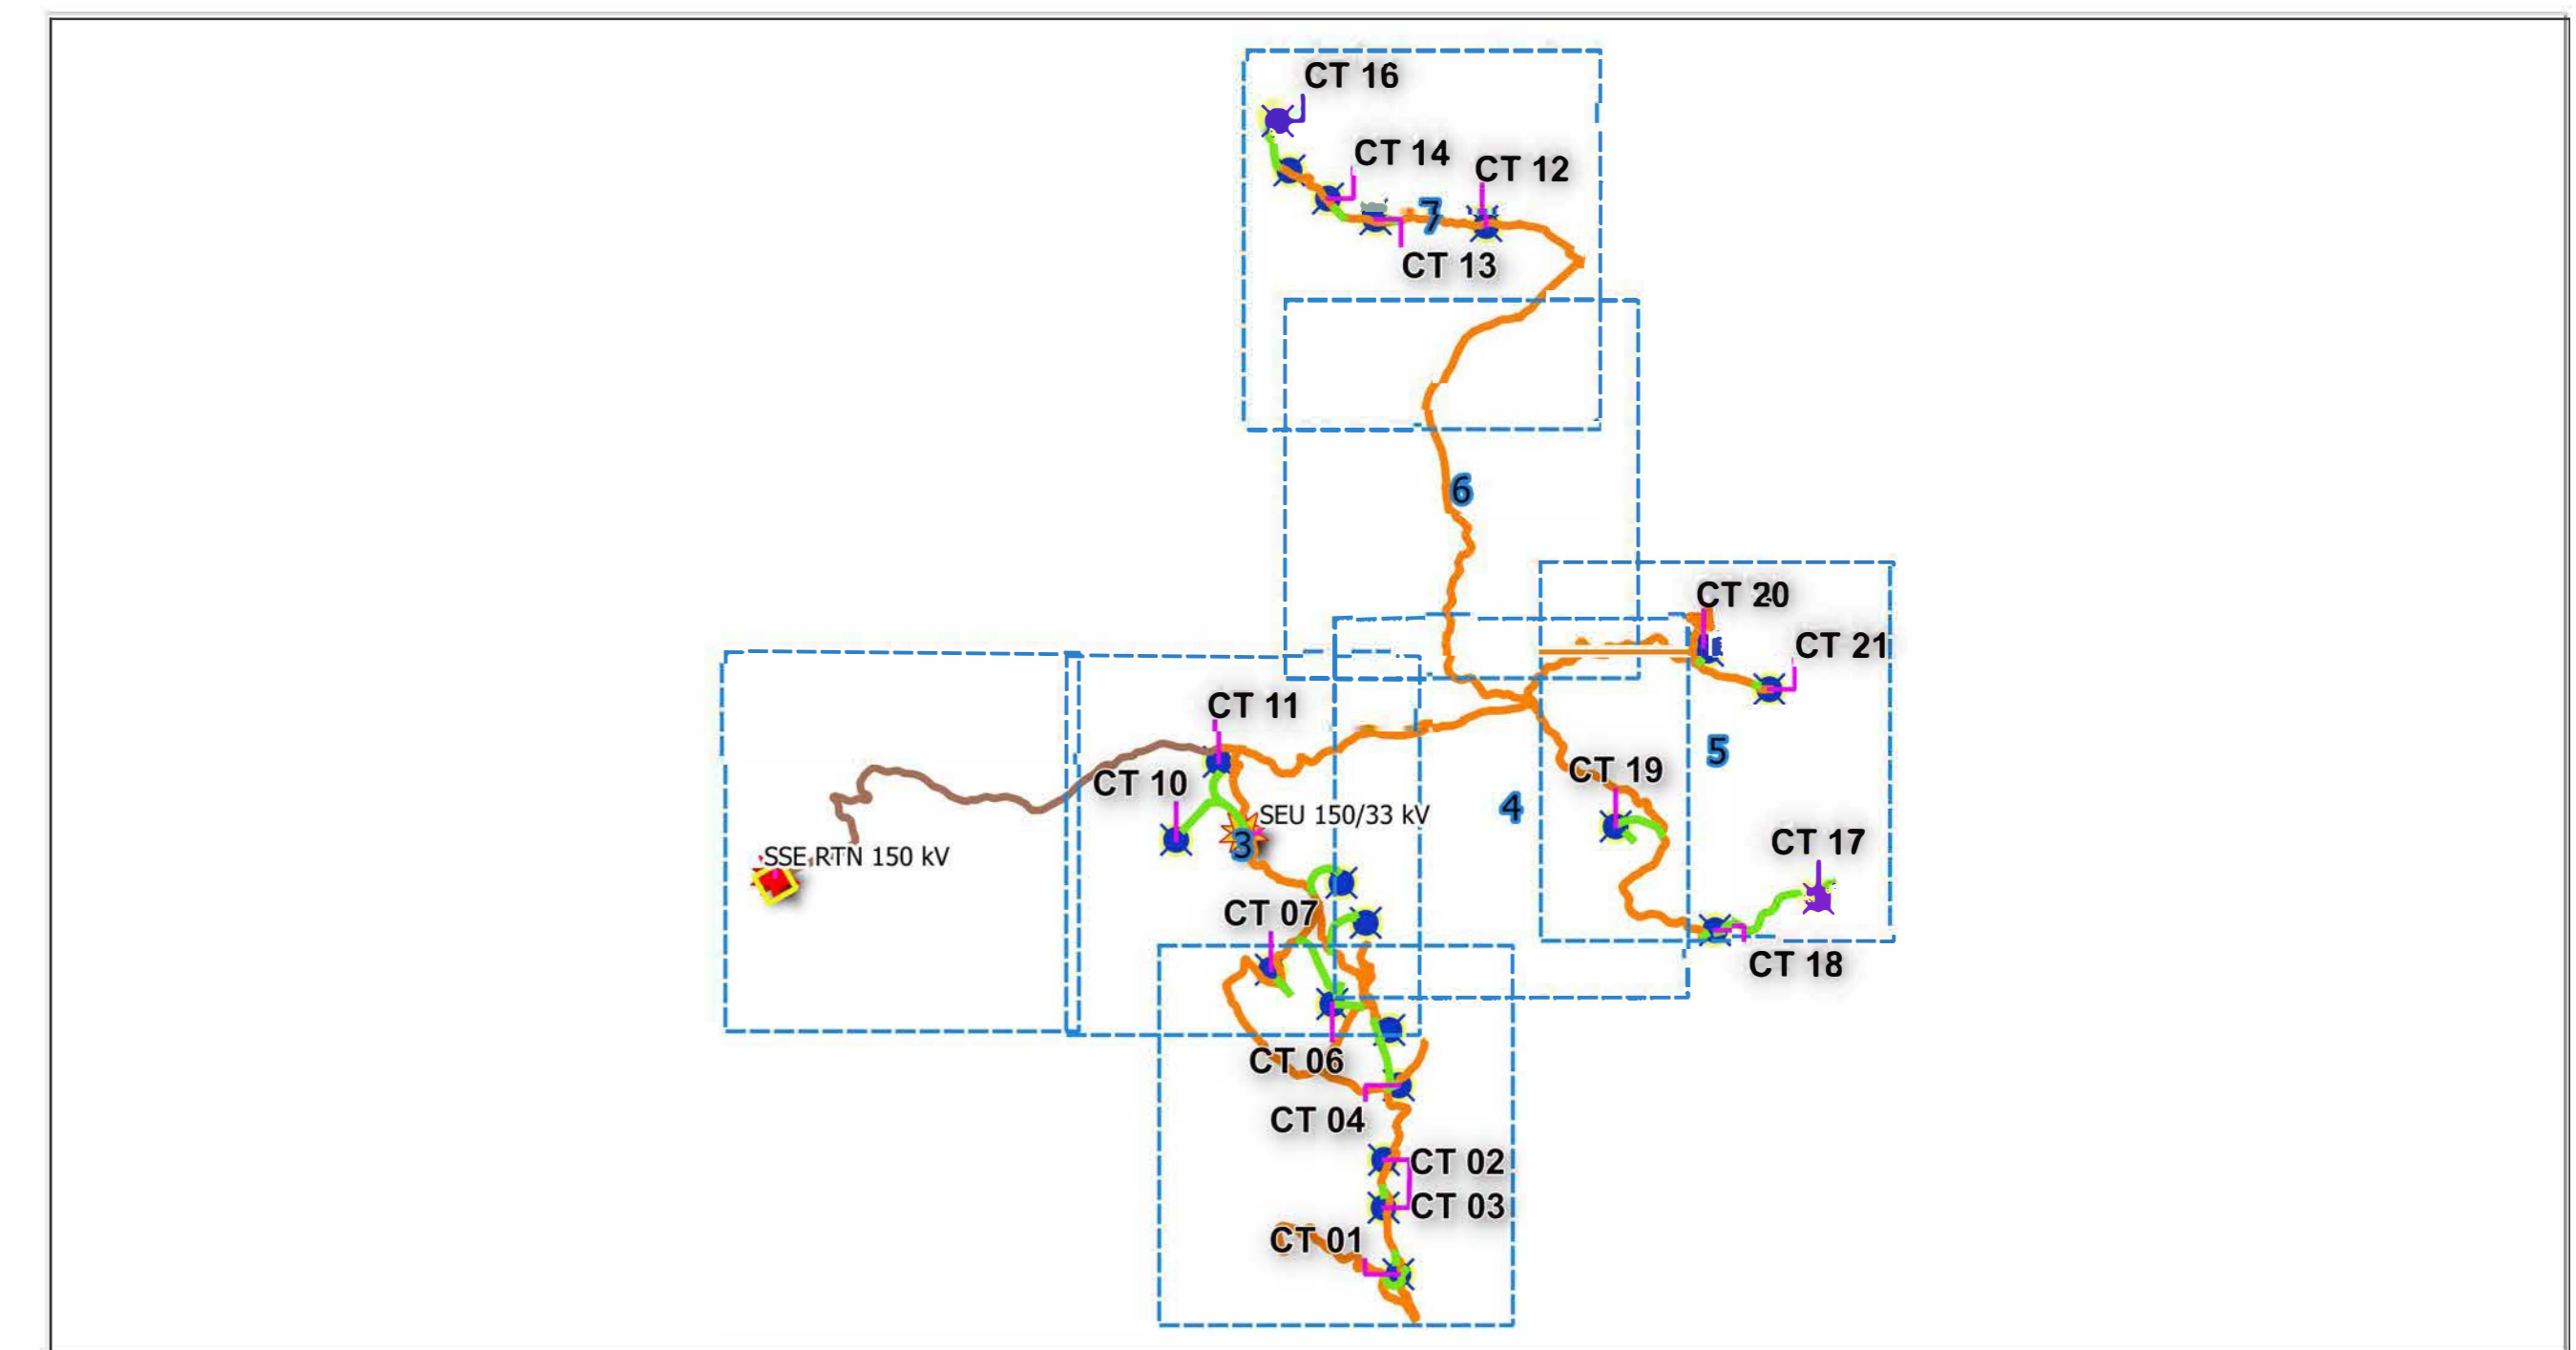 CT 16
CT 14
CT 12
7
CT 13
6
CT 20
CT 21
CT 11
5
CT 19
CT 10
4
SEU 150/33 kV
3
CT 17
SSE RTN 150 kV
CT 07
CT 18
CT 06
CT 04
CT 02
CT 03
CT 01